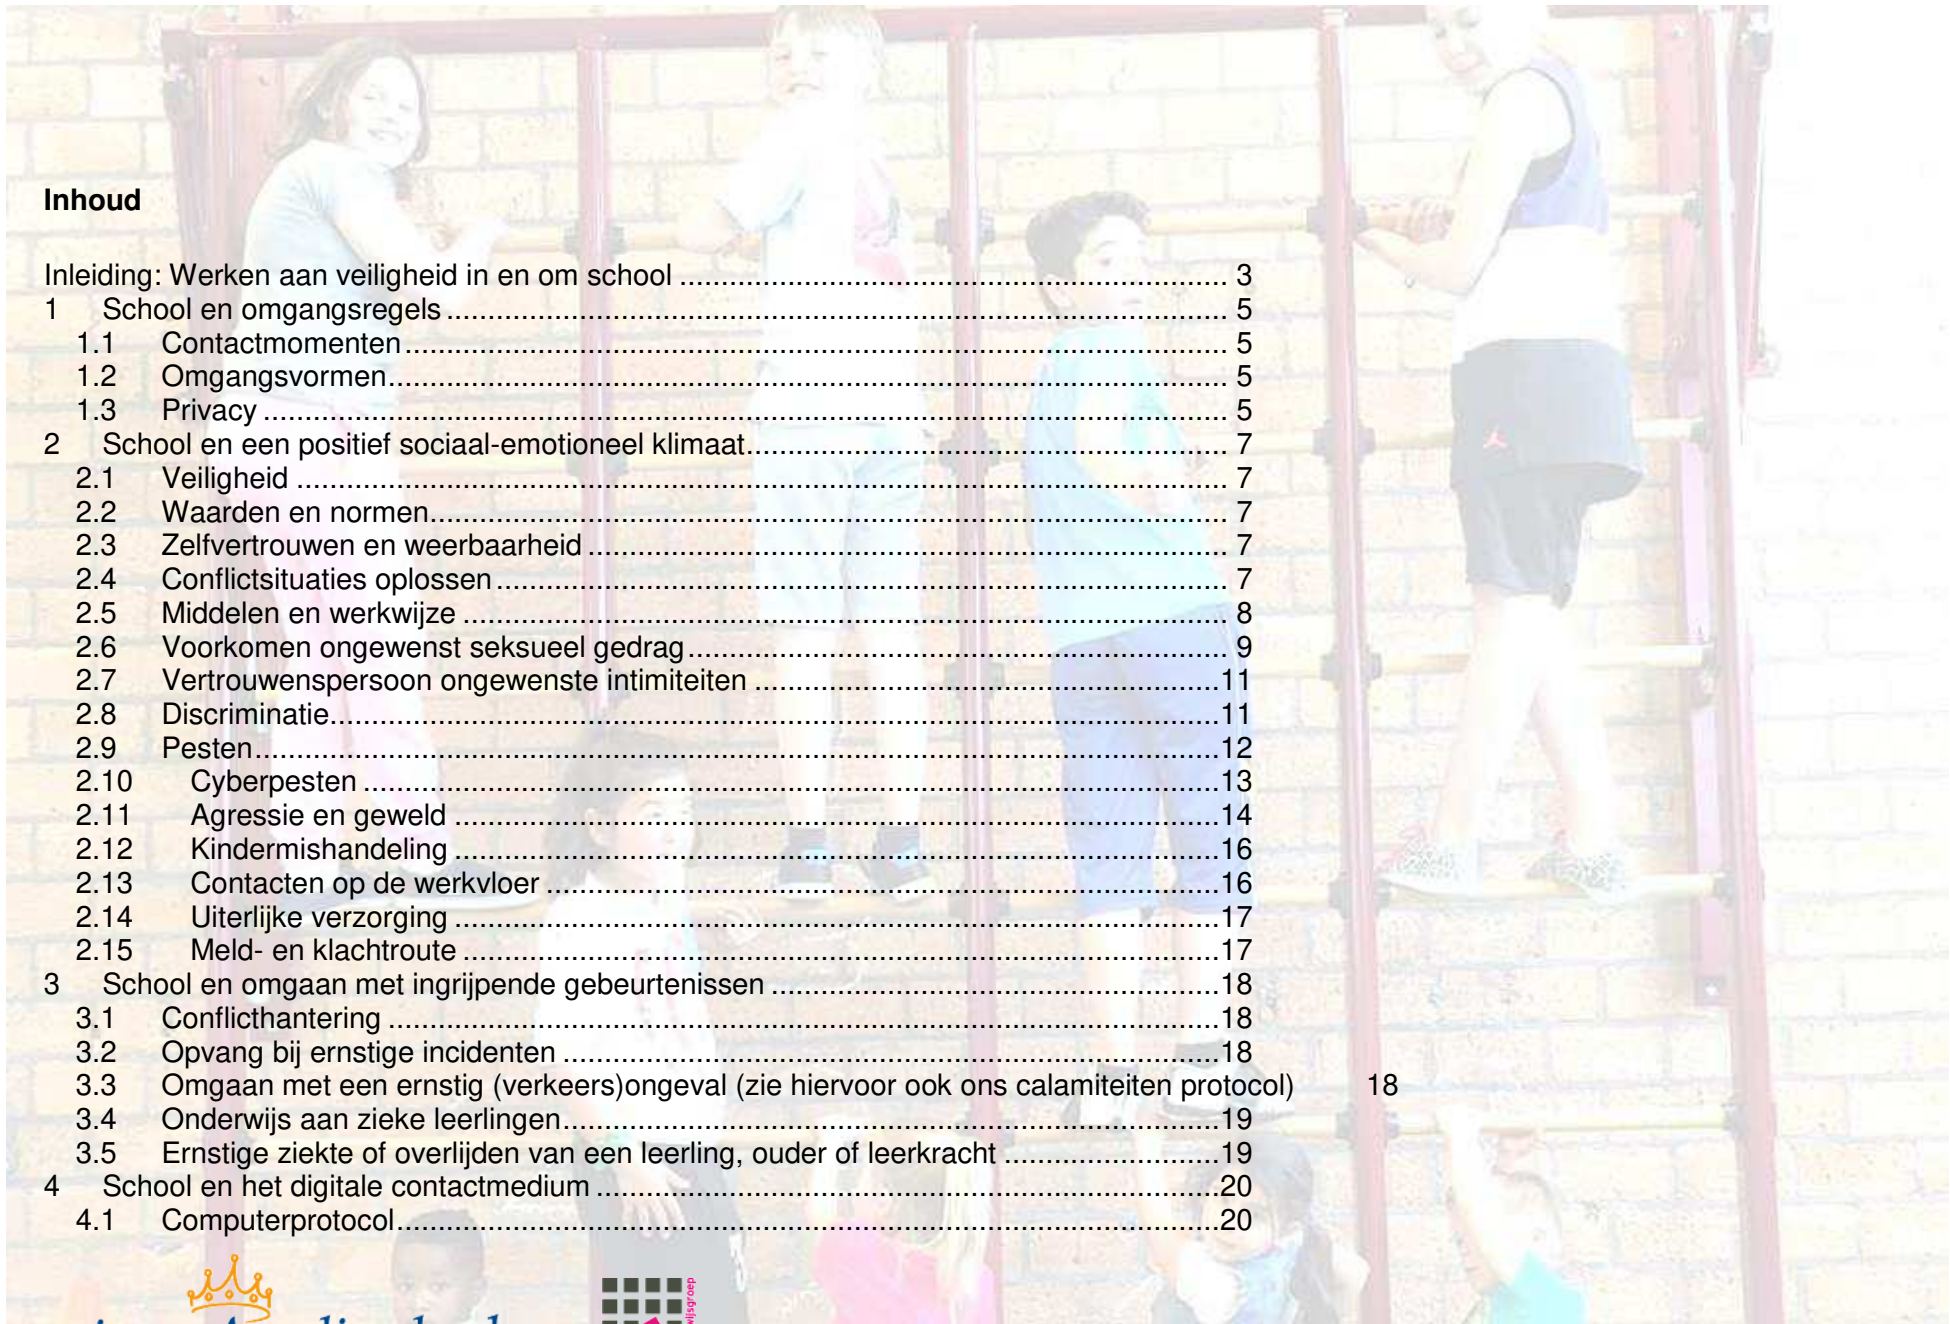 Inhoud
Inleiding: Werken aan veiligheid in en om school ................................................................ 3
1 School en omgangsregels ................................................................ 5
1.1 Contactmomenten ................................................................ 5
1.2 Omgangsvormen ................................................................ 5
1.3 Privacy ................................................................ 5
2 School en een positief sociaal-emotioneel klimaat ................................................................ 7
2.1 Veiligheid ................................................................ 7
2.2 Waarden en normen ................................................................ 7
2.3 Zelfvertrouwen en weerbaarheid ................................................................ 7
2.4 Conflictsituaties oplossen ................................................................ 7
2.5 Middelen en werkwijze ................................................................ 8
2.6 Voorkomen ongewenst seksueel gedrag ................................................................ 9
2.7 Vertrouwenspersoon ongewenste intimiteiten ................................................................ 11
2.8 Discriminatie ................................................................ 11
2.9 Pesten ................................................................ 12
2.10 Cyberpesten ................................................................ 13
2.11 Agressie en geweld ................................................................ 14
2.12 Kindermishandeling ................................................................ 16
2.13 Contacten op de werkvloer ................................................................ 16
2.14 Uiterlijke verzorging ................................................................ 17
2.15 Meld- en klachtroute ................................................................ 17
3 School en omgaan met ingrijpende gebeurtenissen ................................................................ 18
3.1 Conflicthantering ................................................................ 18
3.2 Opvang bij ernstige incidenten ................................................................ 18
3.3 Omgaan met een ernstig (verkeers)ongeval (zie hiervoor ook ons calamiteiten protocol) 18
3.4 Onderwijs aan zieke leerlingen ................................................................ 19
3.5 Ernstige ziekte of overlijden van een leerling, ouder of leerkracht ................................ 19
4 School en het digitale contactmedium ................................................................ 20
4.1 Computerprotocol ................................................................ 20